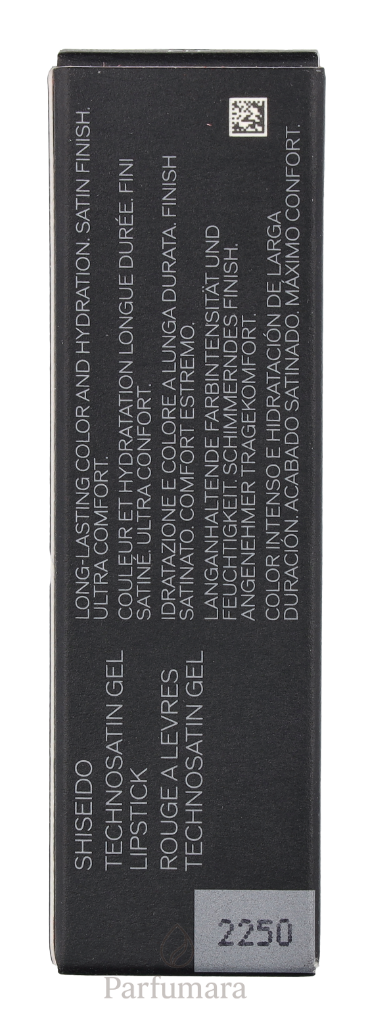 SHISEIDO
TECHNOSATIN GEL
LIPSTICK
ROUGE A LEVRES
TECHNOSATIN GEL
LONG-LASTING COLOR AND HYDRATION. SATIN FINISH.
ULTRA COMFORT.
COULEUR ET HYDRATATION LONGUE DURÉE. FINI
SATINÉ. ULTRA CONFORT.
IDRATAZIONE E COLORE A LUNGA DURATA. FINISH
SATINATO. COMFORT ESTREMO.
LANGANHALTENDE FARBINTENSITÄT UND
FEUCHTIGKEIT. SCHIMMERNDES FINISH.
ANGENEHMER TRAGEKOMFORT.
COLOR INTENSO E HIDRATACIÓN DE LARGA
DURACIÓN. ACABADO SATINADO. MÁXIMO CONFORT.
2250
Parfumara